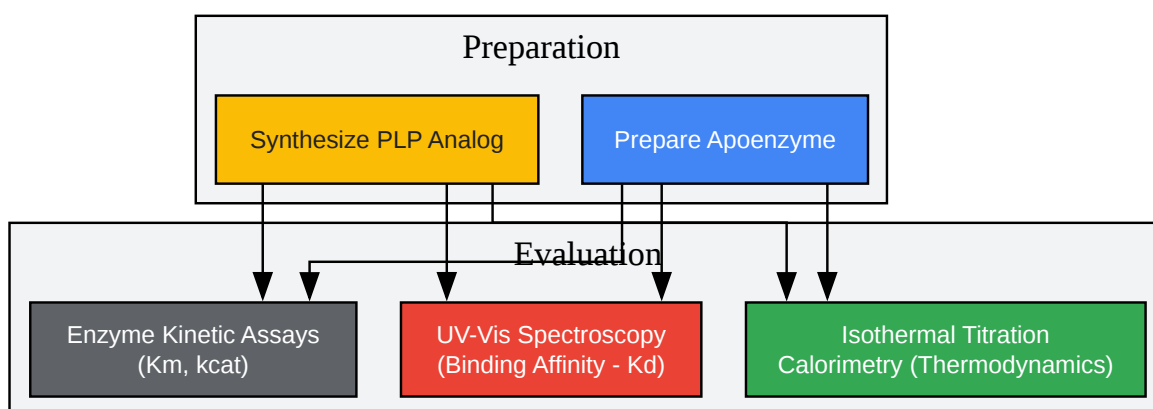 Preparation
Synthesize PLP Analog
Prepare Apoenzyme
Evaluation
Enzyme Kinetic Assays
(Km, kcat)
UV-Vis Spectroscopy
(Binding Affinity - Kd)
Isothermal Titration
Calorimetry (Thermodynamics)